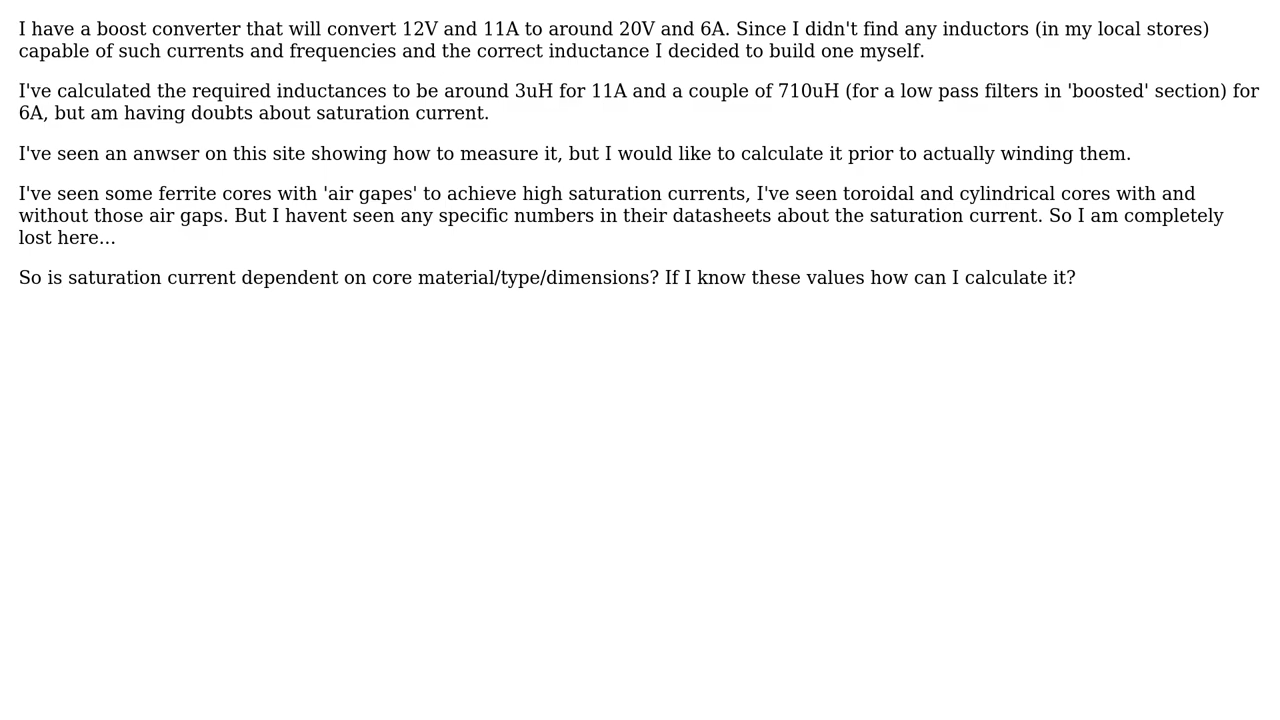 I have a boost converter that will convert 12V and 11A to around 20V and 6A. Since I didn't find any inductors (in my local stores)
capable of such currents and frequencies and the correct inductance I decided to build one myself.
I've calculated the required inductances to be around 3uH for 11A and a couple of 710uH (for a low pass filters in 'boosted' section) for
6A, but am having doubts about saturation current.
I've seen an anwser on this site showing how to measure it, but I would like to calculate it prior to actually winding them.
I've seen some ferrite cores with 'air gapes' to achieve high saturation currents, I've seen toroidal and cylindrical cores with and
without those air gaps. But I havent seen any specific numbers in their datasheets about the saturation current. So I am completely
lost here...
So is saturation current dependent on core material/type/dimensions? If I know these values how can I calculate it?